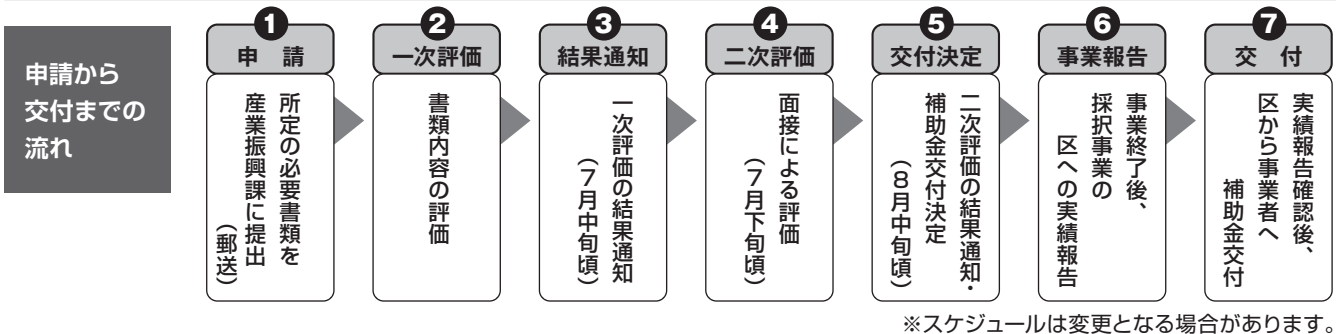 申請から
交付までの
流れ
1
申 請
所定の必要書類を
産業振興課に提出
（郵送）
2
一次評価
書類内容の評価
3
結果通知
一次評価の結果通知
（7月中旬頃）
4
二次評価
面接による評価
（7月下旬頃）
5
交付決定
二次評価の結果通知・
補助金交付決定
（8月中旬頃）
6
事業報告
事業終了後、
採択事業の
区への実績報告
7
交 付
実績報告確認後、
区から事業者へ
補助金交付
※スケジュールは変更となる場合があります。